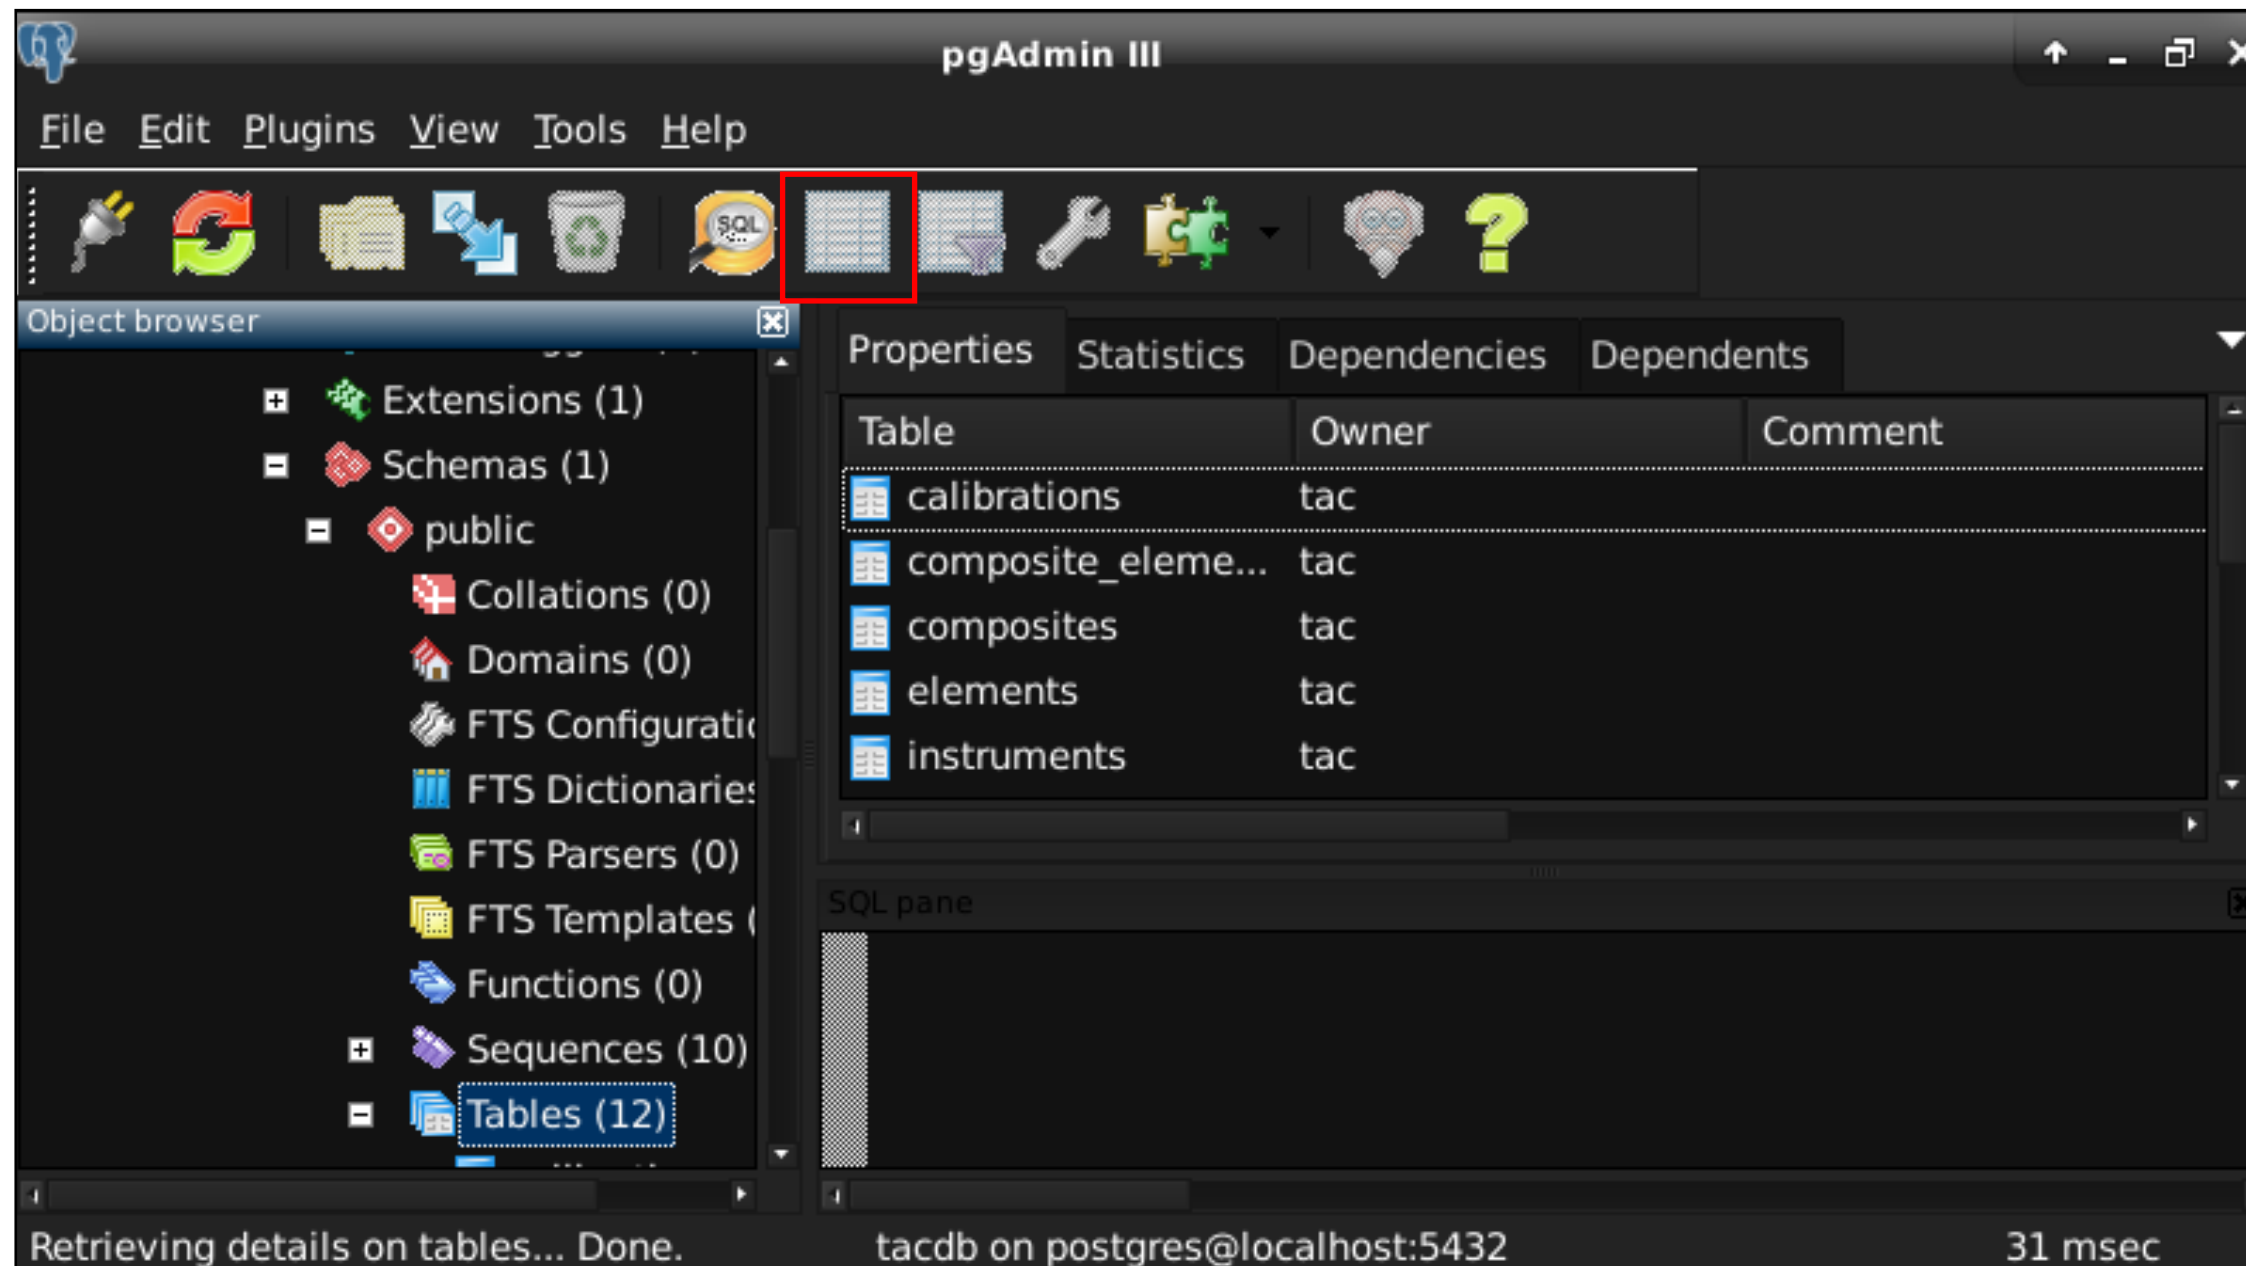 pgAdmin III
File Edit Plugins View Tools Help
SQL
Object browser
Extensions (1)
Schemas (1)
public
Collations (0)
Domains (0)
FTS Configuratio
FTS Dictionaries
FTS Parsers (0)
FTS Templates (
Functions (0)
Sequences (10)
Tables (12)
Properties Statistics Dependencies Dependents
Table Owner Comment
calibrations tac
composite_eleme... tac
composites tac
elements tac
instruments tac
SQL pane
Retrieving details on tables... Done. tacdb on postgres@localhost:5432 31 msec